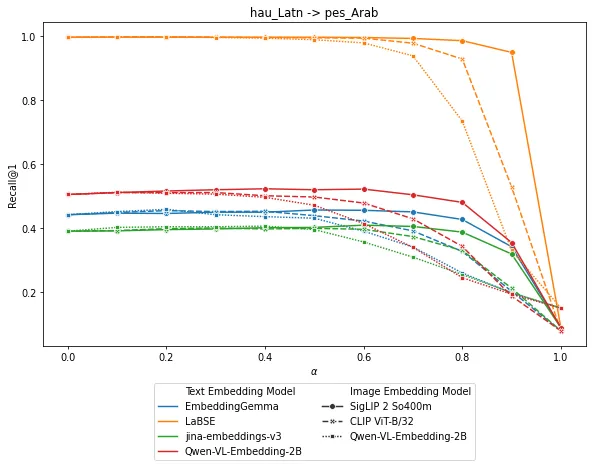 hau_Latn -> pes_Arab
1.0
0.8
0.6
0.4
0.2
Recall@1
0.0 0.2 0.4 0.6 0.8 1.0
α
Text Embedding Model Image Embedding Model
EmbeddingGemma SigLIP 2 So400m
LaBSE CLIP ViT-B/32
jina-embeddings-v3 Qwen-VL-Embedding-2B
Qwen-VL-Embedding-2B